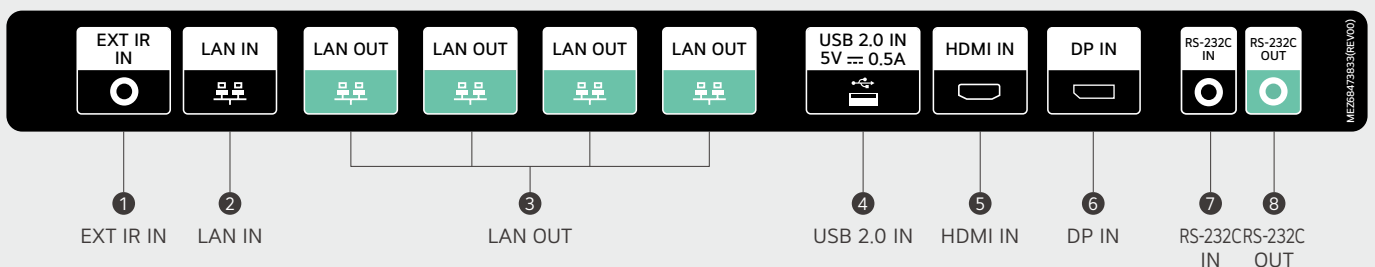 EXT IR
IN
LAN IN
LAN OUT
LAN OUT
LAN OUT
LAN OUT
USB 2.0 IN
5V ⎓ 0.5A
HDMI IN
DP IN
RS-232C
IN
RS-232C
OUT
MEZ68473833(REV00)
1
2
3
4
5
6
7
8
EXT IR IN
LAN IN
LAN OUT
USB 2.0 IN
HDMI IN
DP IN
RS-232C
IN
RS-232C
OUT